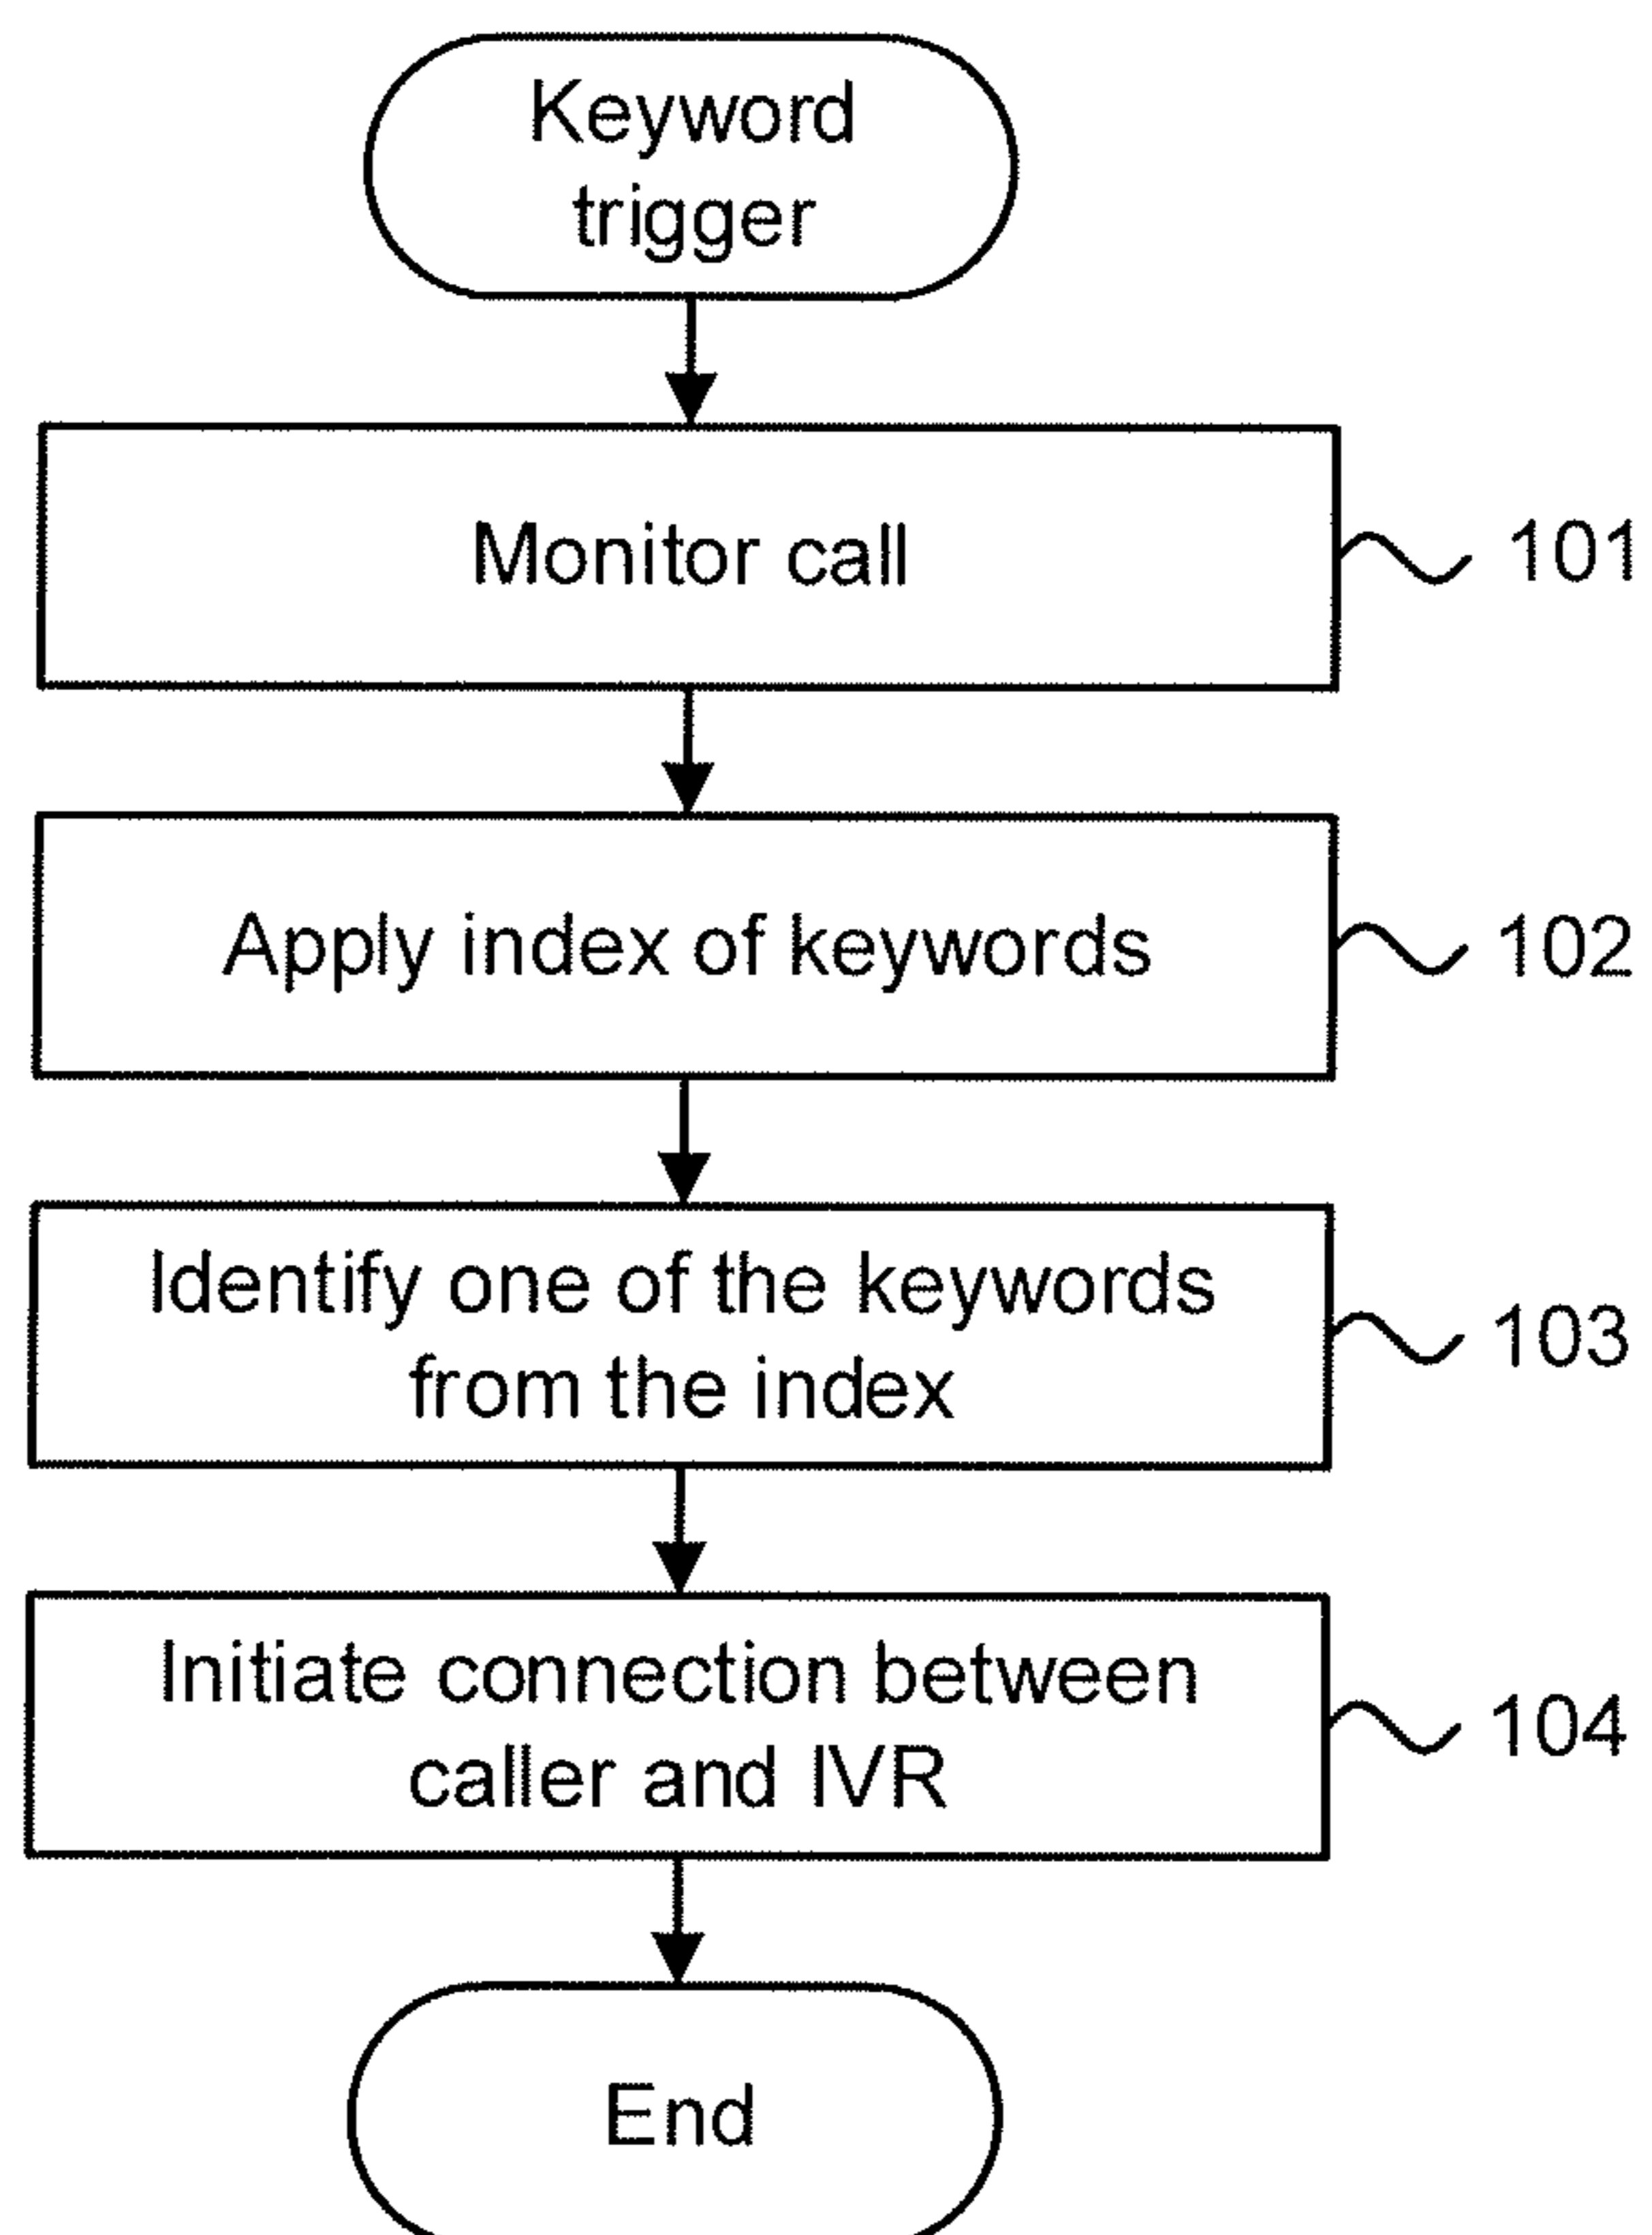 Keyword
trigger
Monitor call
101
Apply index of keywords
102
Identify one of the keywords
from the index
103
Initiate connection between
caller and IVR
104
End